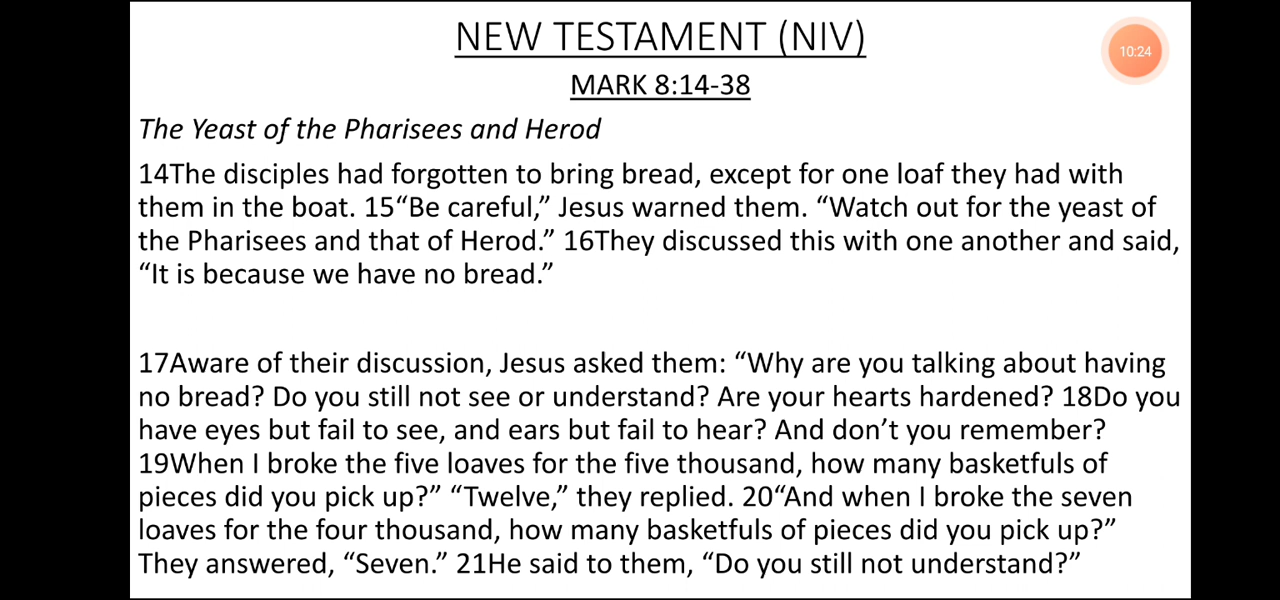 NEW TESTAMENT (NIV)
10:24
MARK 8:14-38
The Yeast of the Pharisees and Herod
14The disciples had forgotten to bring bread, except for one loaf they had with
them in the boat. 15“Be careful,” Jesus warned them. “Watch out for the yeast of
the Pharisees and that of Herod.” 16They discussed this with one another and said,
“It is because we have no bread.”
17Aware of their discussion, Jesus asked them: “Why are you talking about having
no bread? Do you still not see or understand? Are your hearts hardened? 18Do you
have eyes but fail to see, and ears but fail to hear? And don’t you remember?
19When I broke the five loaves for the five thousand, how many basketfuls of
pieces did you pick up?” “Twelve,” they replied. 20“And when I broke the seven
loaves for the four thousand, how many basketfuls of pieces did you pick up?”
They answered, “Seven.” 21He said to them, “Do you still not understand?”